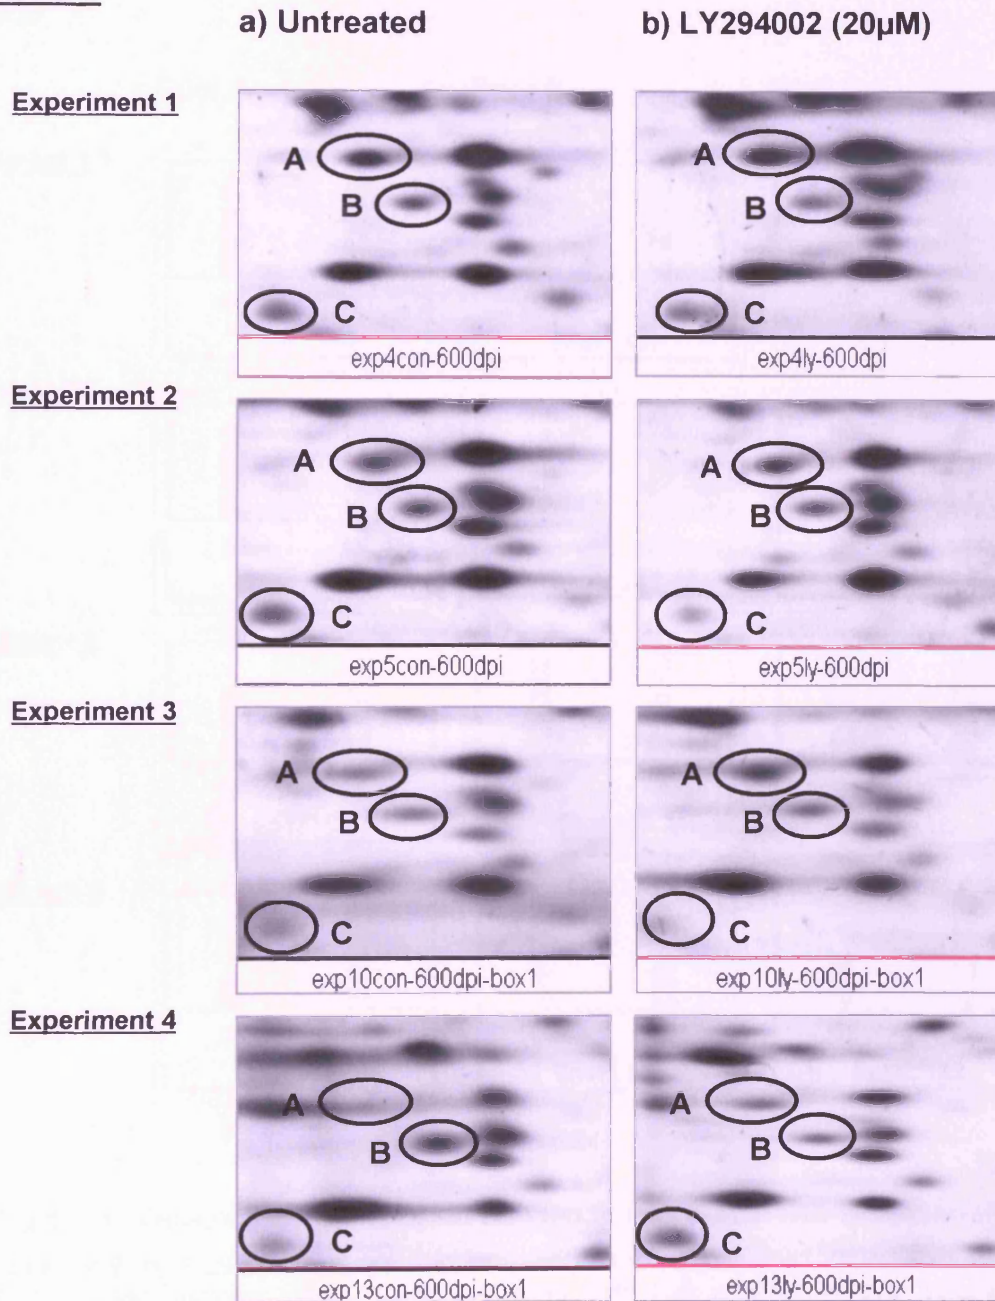 a) Untreated b) LY294002 (20µM)
Experiment 1
A A
B B
C C
exp4con-600dpi exp4ly-600dpi
Experiment 2
A A
B B
C C
exp5con-600dpi exp5ly-600dpi
Experiment 3
A A
B B
C C
exp10con-600dpi-box1 exp10ly-600dpi-box1
Experiment 4
A A
B B
C C
exp13con-600dpi-box1 exp13ly-600dpi-box1